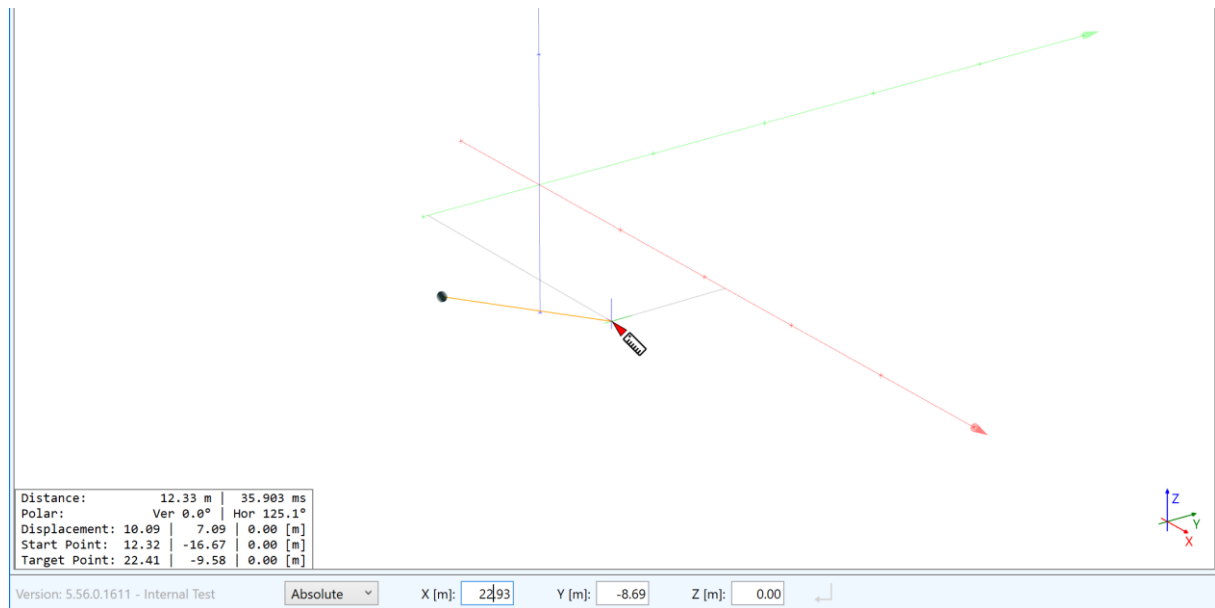 Z
Y
X
Distance: 12.33 m | 35.903 ms
Polar: Ver 0.0° | Hor 125.1°
Displacement: 10.09 | 7.09 | 0.00 [m]
Start Point: 12.32 | -16.67 | 0.00 [m]
Target Point: 22.41 | -9.58 | 0.00 [m]
Version: 5.56.0.1611 - Internal Test Absolute X [m]: 22.93 Y [m]: -8.69 Z [m]: 0.00